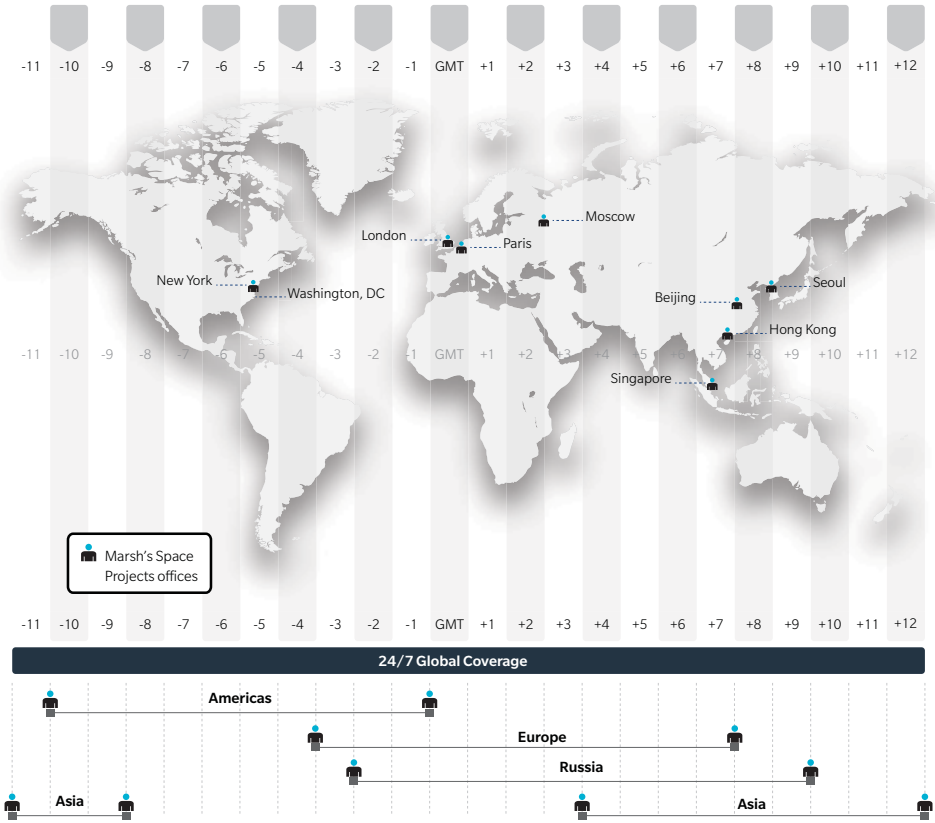 -11 -10 -9 -8 -7 -6 -5 -4 -3 -2 -1 GMT +1 +2 +3 +4 +5 +6 +7 +8 +9 +10 +11 +12
Moscow
London
Paris
New York
Washington, DC
Seoul
Beijing
Hong Kong
-11 -10 -9 -8 -7 -6 -5 -4 -3 -2 -1 GMT +1 +2 +3 +4 +5 +6 +7 +8 +9 +10 +11 +12
Singapore
Marsh's Space
Projects offices
-11 -10 -9 -8 -7 -6 -5 -4 -3 -2 -1 GMT +1 +2 +3 +4 +5 +6 +7 +8 +9 +10 +11 +12
24/7 Global Coverage
Americas
Europe
Russia
Asia Asia